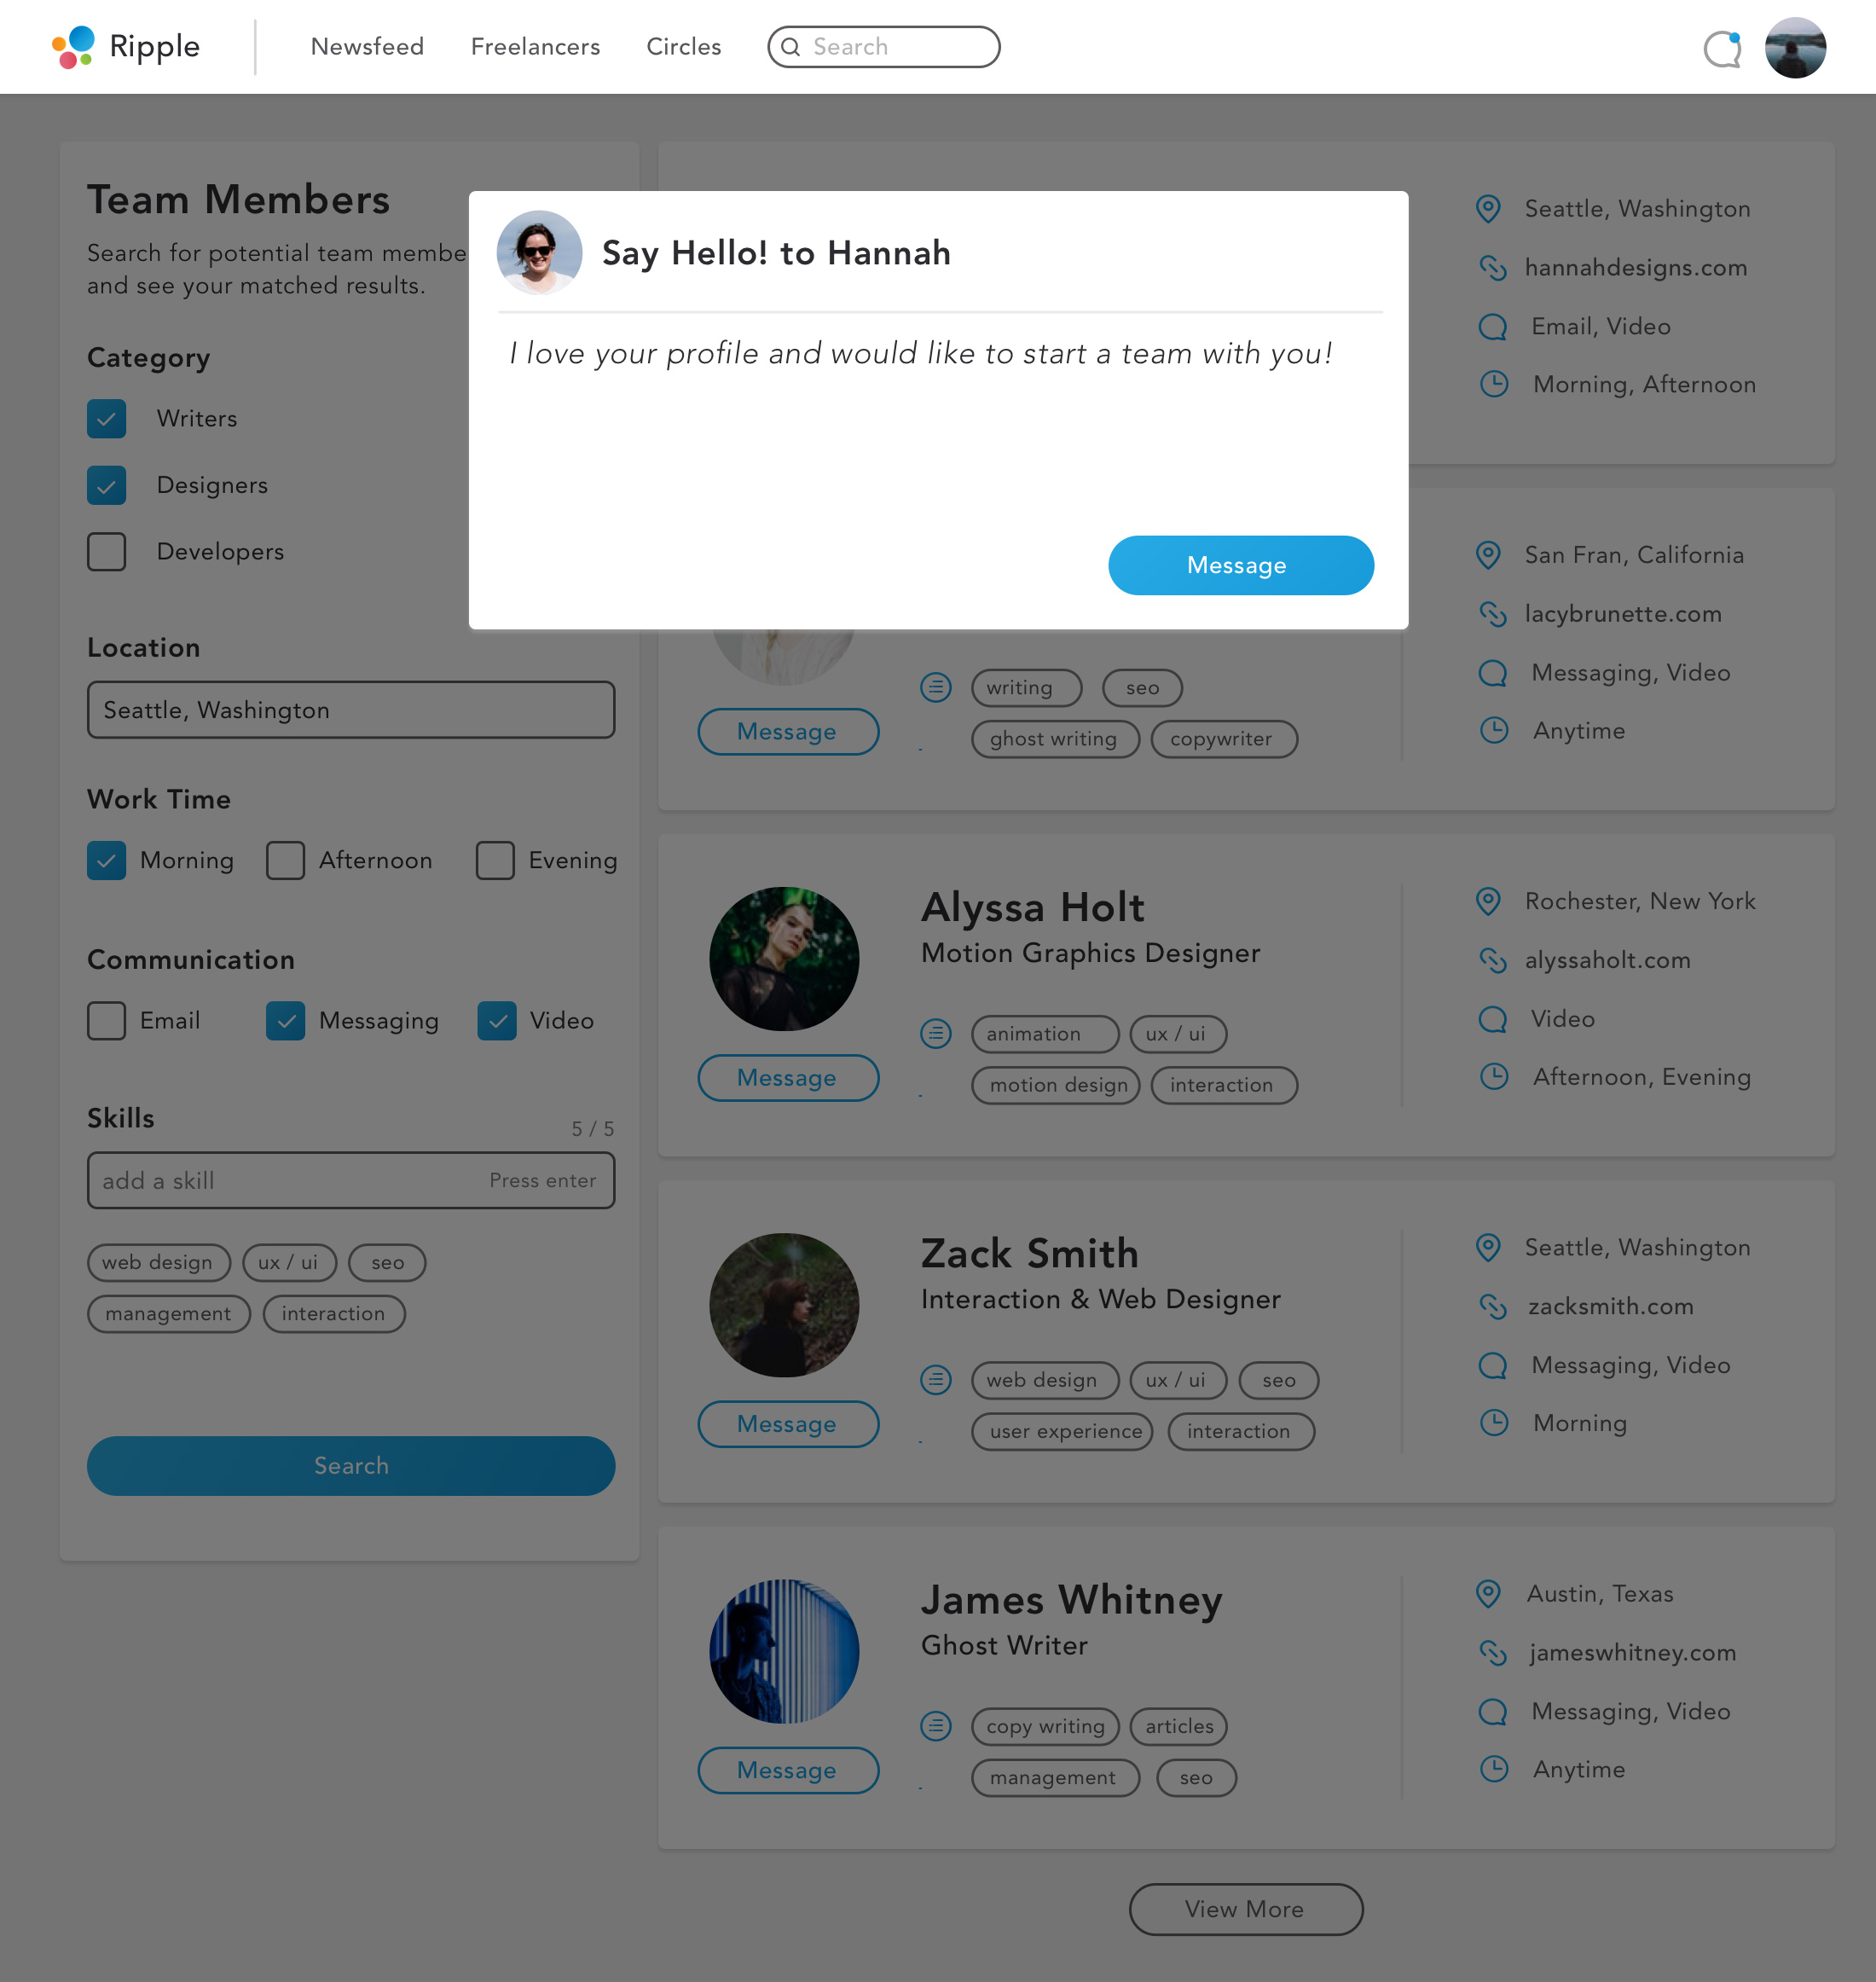 Ripple
Newsfeed Freelancers Circles Search
Team Members
Search for potential team membe
and see your matched results.
Category
Writers
Designers
Developers
Location
Seattle, Washington
Work Time
Morning Afternoon Evening
Communication
Email Messaging Video
Skills
5 / 5
add a skill Press enter
web design ux / ui seo
management interaction
Search
Say Hello! to Hannah
I love your profile and would like to start a team with you!
Message
Seattle, Washington
hannahdesigns.com
Email, Video
Morning, Afternoon
Message
writing seo
ghost writing copywriter
San Fran, California
lacybrunette.com
Messaging, Video
Anytime
Alyssa Holt
Motion Graphics Designer
Message
animation ux / ui
motion design interaction
Rochester, New York
alyssaholt.com
Video
Afternoon, Evening
Zack Smith
Interaction & Web Designer
Message
web design ux / ui seo
user experience interaction
Seattle, Washington
zacksmith.com
Messaging, Video
Morning
James Whitney
Ghost Writer
Message
copy writing articles
management seo
Austin, Texas
jameswhitney.com
Messaging, Video
Anytime
View More